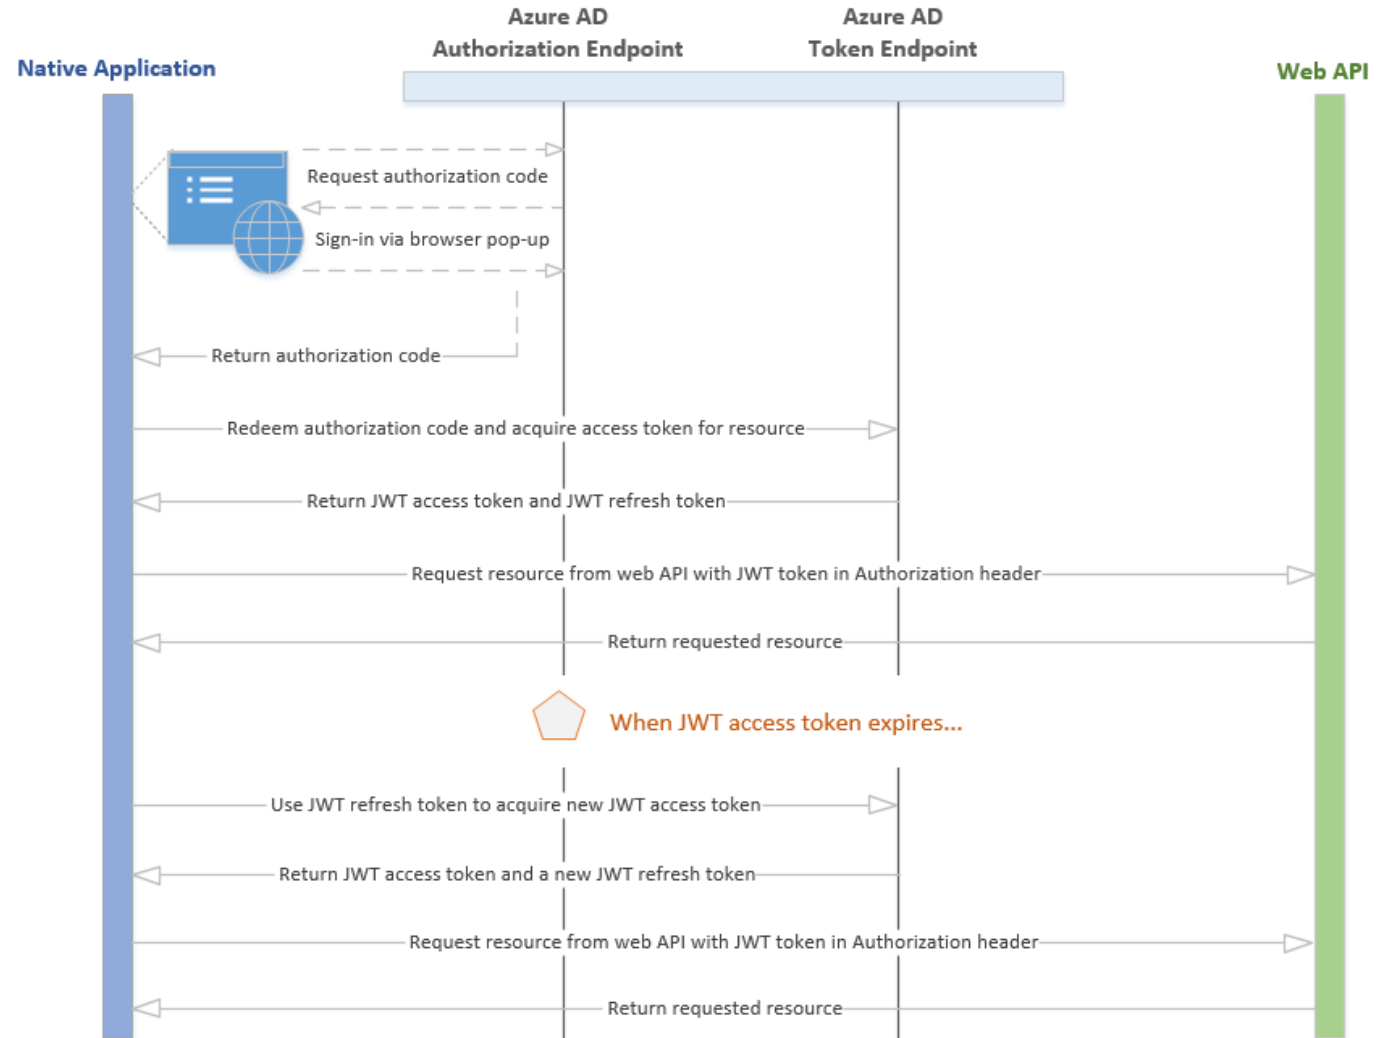 Azure AD
Authorization Endpoint
Azure AD
Token Endpoint
Native Application
Web API
Request authorization code
Sign-in via browser pop-up
Return authorization code
Redeem authorization code and acquire access token for resource
Return JWT access token and JWT refresh token
Request resource from web API with JWT token in Authorization header
Return requested resource
When JWT access token expires...
Use JWT refresh token to acquire new JWT access token
Return JWT access token and a new JWT refresh token
Request resource from web API with JWT token in Authorization header
Return requested resource